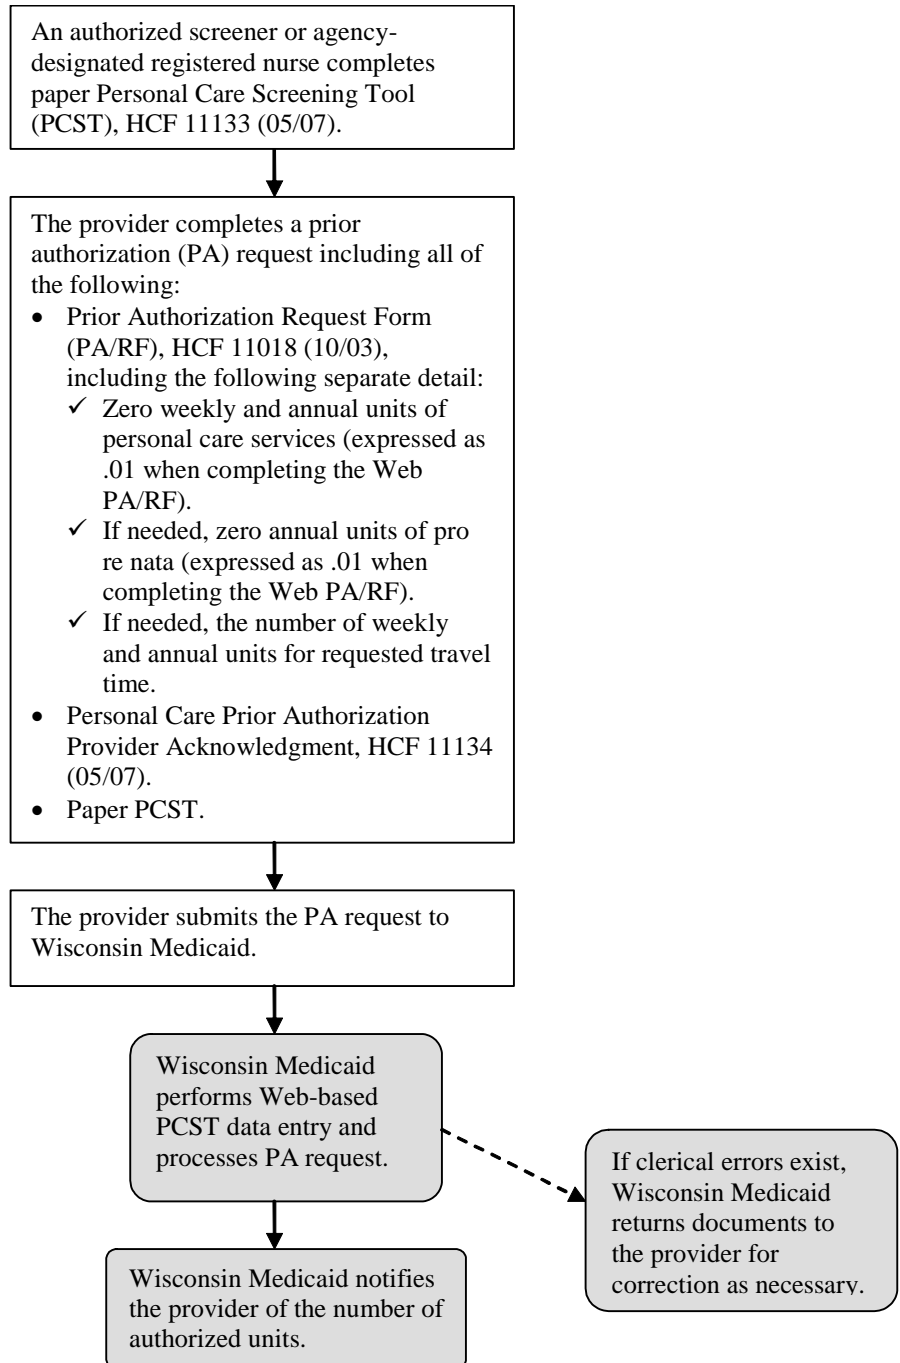 An authorized screener or agency-
designated registered nurse completes
paper Personal Care Screening Tool
(PCST), HCF 11133 (05/07).
The provider completes a prior
authorization (PA) request including all of
the following:
• Prior Authorization Request Form
(PA/RF), HCF 11018 (10/03),
including the following separate detail:
✓ Zero weekly and annual units of
personal care services (expressed as
.01 when completing the Web
PA/RF).
✓ If needed, zero annual units of pro
re nata (expressed as .01 when
completing the Web PA/RF).
✓ If needed, the number of weekly
and annual units for requested travel
time.
• Personal Care Prior Authorization
Provider Acknowledgment, HCF 11134
(05/07).
• Paper PCST.
The provider submits the PA request to
Wisconsin Medicaid.
Wisconsin Medicaid
performs Web-based
PCST data entry and
processes PA request.
If clerical errors exist,
Wisconsin Medicaid
returns documents to
the provider for
correction as necessary.
Wisconsin Medicaid notifies
the provider of the number of
authorized units.